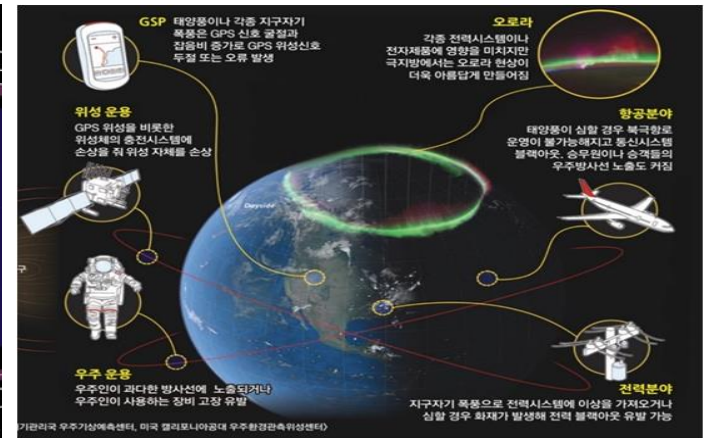 GSP 태양풍이나 각종 지구자기
폭풍은 GPS 신호 굴절과
잡음비 증가로 GPS 위성신호
두절 또는 오류 발생
오로라
각종 전력시스템이나
전자제품에 영향을 미치지만
극지방에서는 오로라 현상이
더욱 아름답게 만들어짐
위성 운용
GPS 위성을 비롯한
위성체의 충전시스템에
손상을 줘 위성 자체를 손상
항공분야
태양풍이 심할 경우 북극항로
운영이 불가능해지고 통신시스템
블랙아웃, 승무원이나 승객들의
우주방사선 노출도 커짐
Dayside
구
우주 운용
우주인이 과다한 방사선에 노출되거나
우주인이 사용하는 장비 고장 유발
전력분야
지구자기 폭풍으로 전력시스템에 이상을 가져오거나
심할 경우 화재가 발생해 전력 블랙아웃 유발 가능
기관리국 우주기상예측센터, 미국 캘리포니아공대 우주환경관측위성센터>